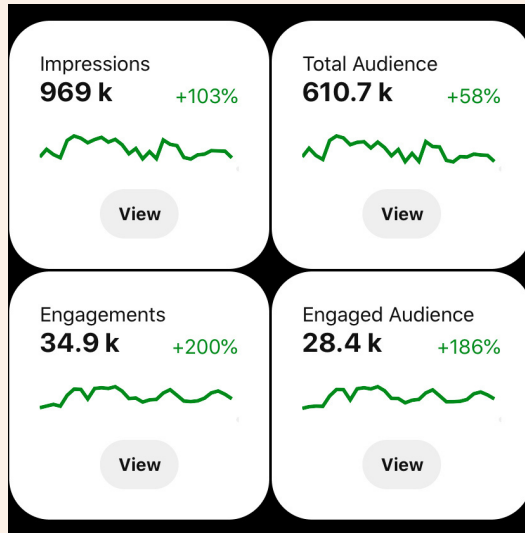 Impressions
969 k +103%
View
Total Audience
610.7 k +58%
View
Engagements
34.9 k +200%
View
Engaged Audience
28.4 k +186%
View